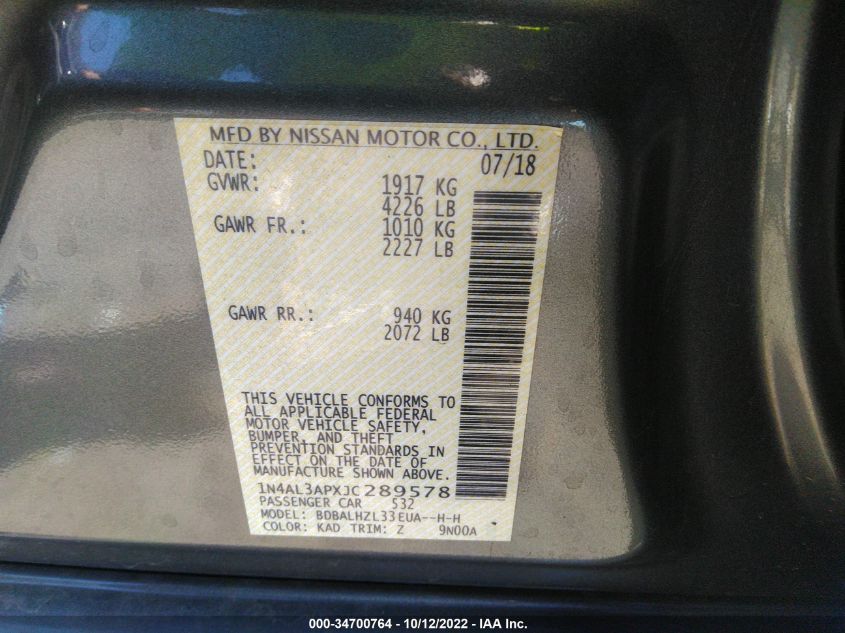 MFD BY NISSAN MOTOR CO., LTD.
DATE: 07/18
GVWR: 1917 KG
4226 LB
GAWR FR.: 1010 KG
2227 LB
GAWR RR.: 940 KG
2072 LB
THIS VEHICLE CONFORMS TO
ALL APPLICABLE FEDERAL
MOTOR VEHICLE SAFETY,
BUMPER, AND THEFT
PREVENTION STANDARDS IN
EFFECT ON THE DATE OF
MANUFACTURE SHOWN ABOVE.
1N4AL3APXJC289578
PASSENGER CAR 532
MODEL: BDBALHZL33EUA--H-H
COLOR: KAD TRIM: Z 9N00A
000-34700764 - 10/12/2022 - IAA Inc.